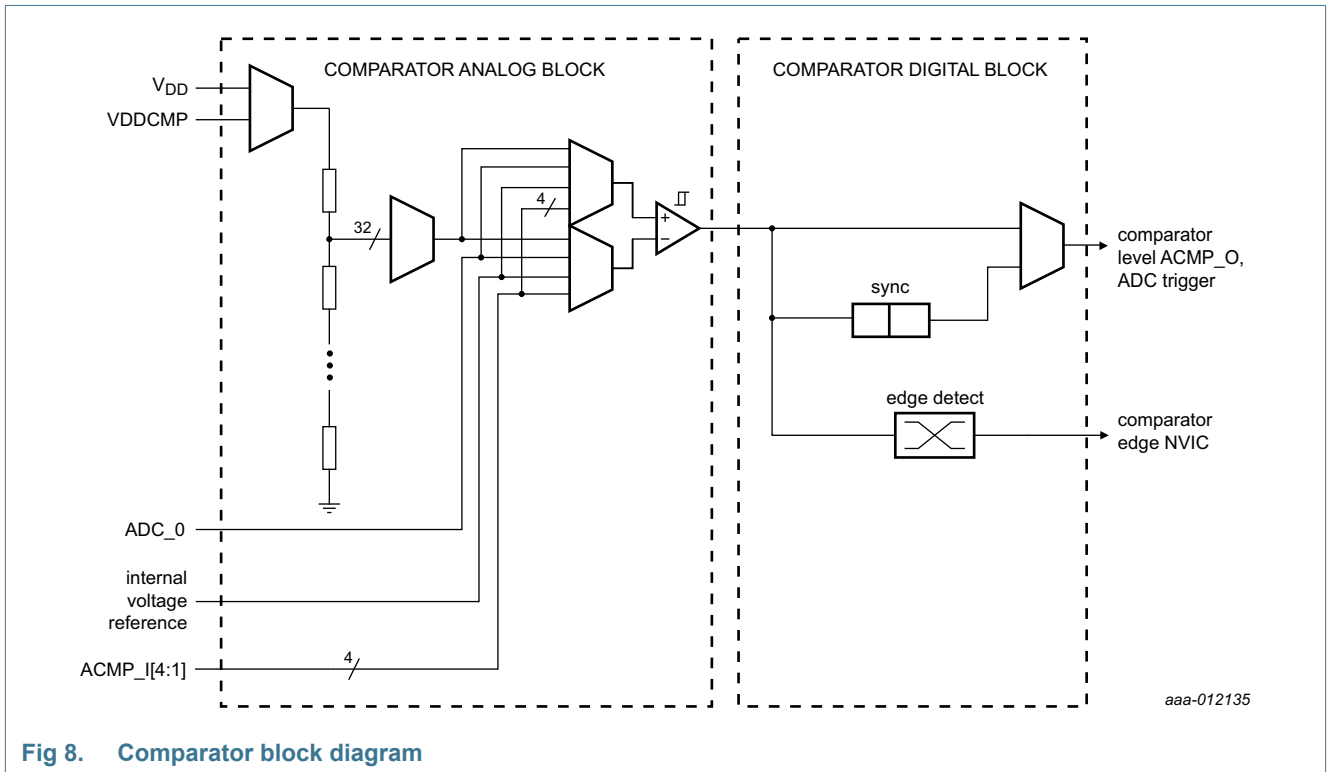 COMPARATOR ANALOG BLOCK
COMPARATOR DIGITAL BLOCK
VDD
VDDCMP
32
4
+
−
sync
edge detect
comparator
level ACMP_O,
ADC trigger
comparator
edge NVIC
ADC_0
internal
voltage
reference
ACMP_I[4:1]
4
aaa-012135
Fig 8. Comparator block diagram